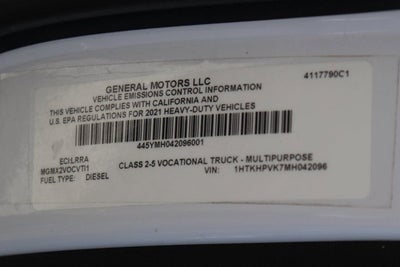 GENERAL MOTORS LLC 4117790C1
VEHICLE EMISSIONS CONTROL INFORMATION
THIS VEHICLE COMPLIES WITH CALIFORNIA AND
U.S. EPA REGULATIONS FOR 2021 HEAVY-DUTY VEHICLES
445YMH042096001
ECI:LRRA
MGMX2VOCVTI1 CLASS 2-5 VOCATIONAL TRUCK - MULTIPURPOSE
FUEL TYPE: DIESEL VIN: 1HTKHPVK7MH042096